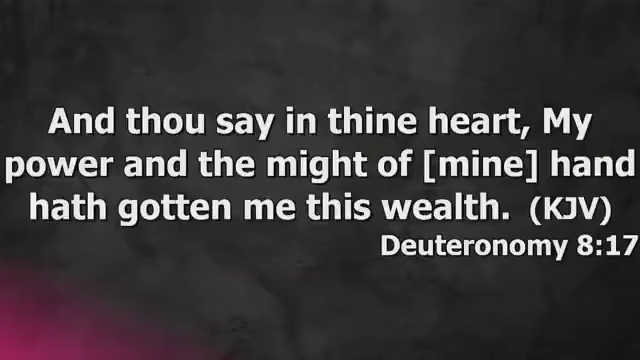 And thou say in thine heart, My
power and the might of [mine] hand
hath gotten me this wealth. (KJV)
Deuteronomy 8:17